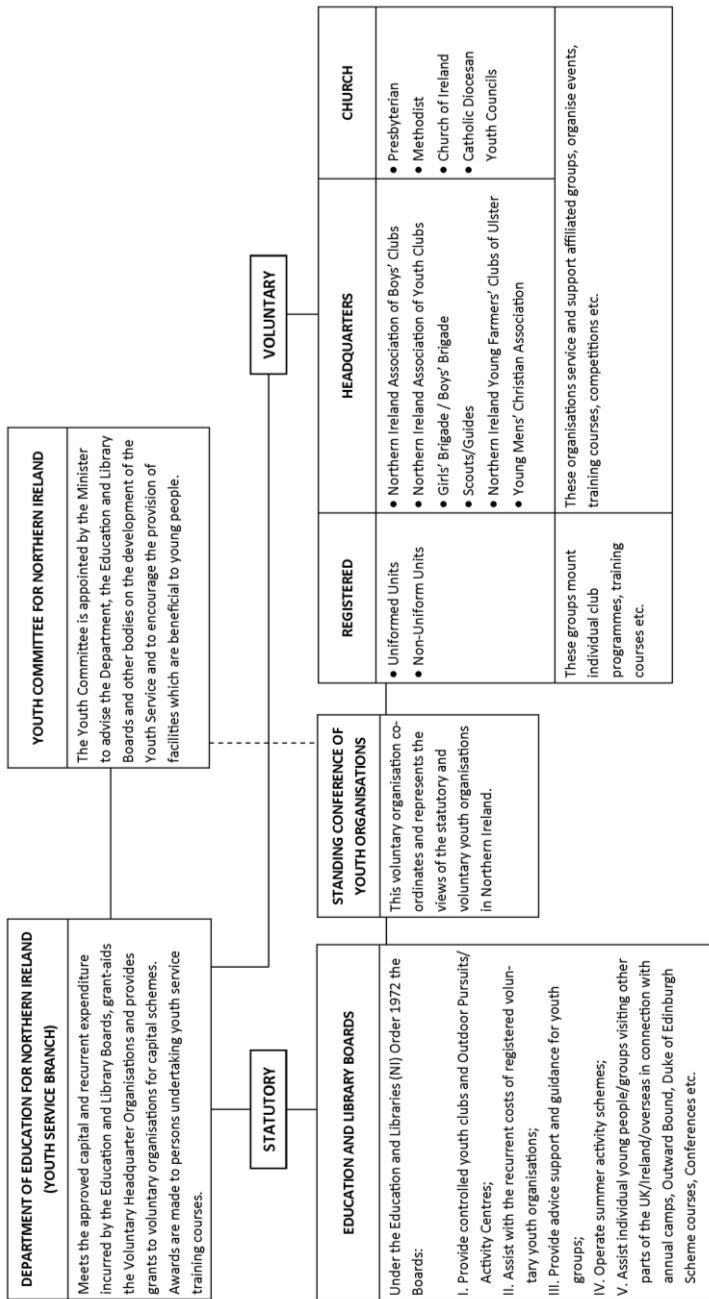 DEPARTMENT OF EDUCATION FOR NORTHERN IRELAND
(YOUTH SERVICE BRANCH)
Meets the approved capital and recurrent expenditure
incurred by the Education and Library Boards, grant-aids
the Voluntary Headquarter Organisations and provides
grants to voluntary organisations for capital schemes.
Awards are made to persons undertaking youth service
training courses.
YOUTH COMMITTEE FOR NORTHERN IRELAND
The Youth Committee is appointed by the Minister
to advise the Department, the Education and Library
Boards and other bodies on the development of the
Youth Service and to encourage the provision of
facilities which are beneficial to young people.
STATUTORY
VOLUNTARY
EDUCATION AND LIBRARY BOARDS
Under the Education and Libraries (NI) Order 1972 the
Boards:
I. Provide controlled youth clubs and Outdoor Pursuits/
Activity Centres;
II. Assist with the recurrent costs of registered volun-
tary youth organisations;
III. Provide advice support and guidance for youth
groups;
IV. Operate summer activity schemes;
V. Assist individual young people/groups visiting other
parts of the UK/Ireland/overseas in connection with
annual camps, Outward Bound, Duke of Edinburgh
Scheme courses, Conferences etc.
STANDING CONFERENCE OF
YOUTH ORGANISATIONS
This voluntary organisation co-
ordinates and represents the
views of the statutory and
voluntary youth organisations
in Northern Ireland.
REGISTERED
● Uniformed Units
● Non-Uniform Units
These groups mount
individual club
programmes, training
courses etc.
HEADQUARTERS
● Northern Ireland Association of Boys' Clubs
● Northern Ireland Association of Youth Clubs
● Girls' Brigade / Boys' Brigade
● Scouts/Guides
● Northern Ireland Young Farmers' Clubs of Ulster
● Young Mens' Christian Association
CHURCH
● Presbyterian
● Methodist
● Church of Ireland
● Catholic Diocesan
Youth Councils
These organisations service and support affiliated groups, organise events,
training courses, competitions etc.